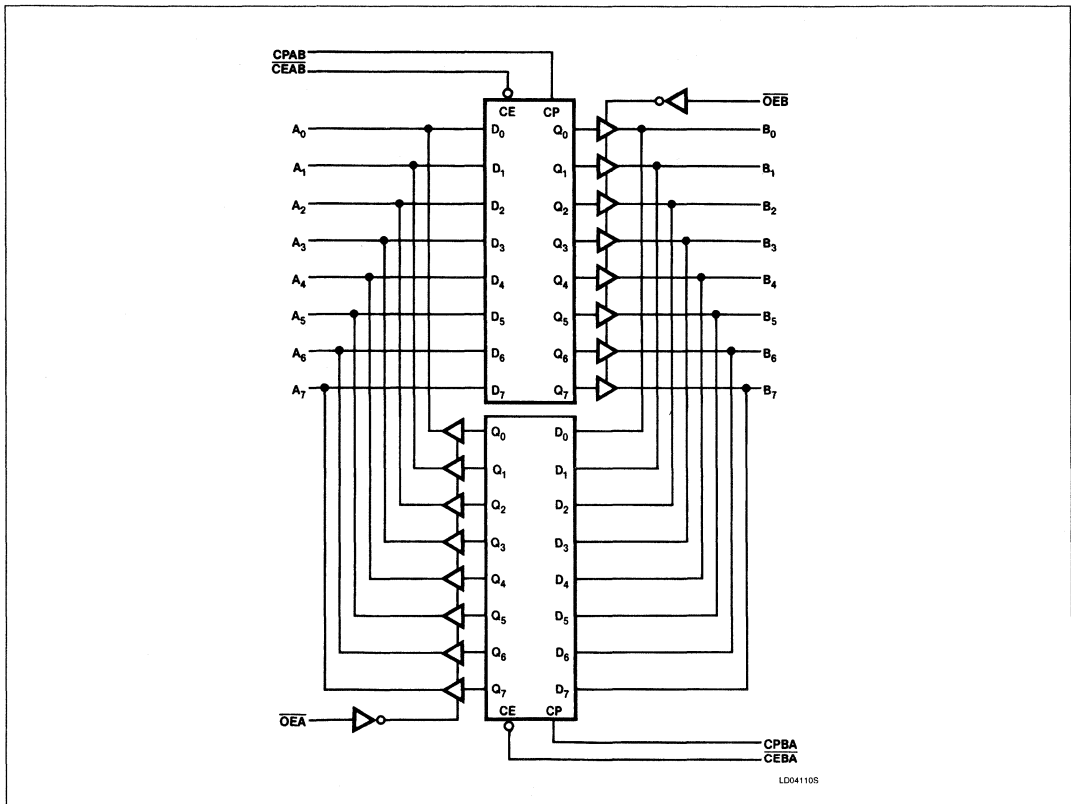 CPAB
CEAB
OEB
CE CP
A0 D0 Q0 B0
A1 D1 Q1 B1
A2 D2 Q2 B2
A3 D3 Q3 B3
A4 D4 Q4 B4
A5 D5 Q5 B5
A6 D6 Q6 B6
A7 D7 Q7 B7
Q0 D0
Q1 D1
Q2 D2
Q3 D3
Q4 D4
Q5 D5
Q6 D6
Q7 D7
CE CP
OEA
CPBA
CEBA
LD04110S